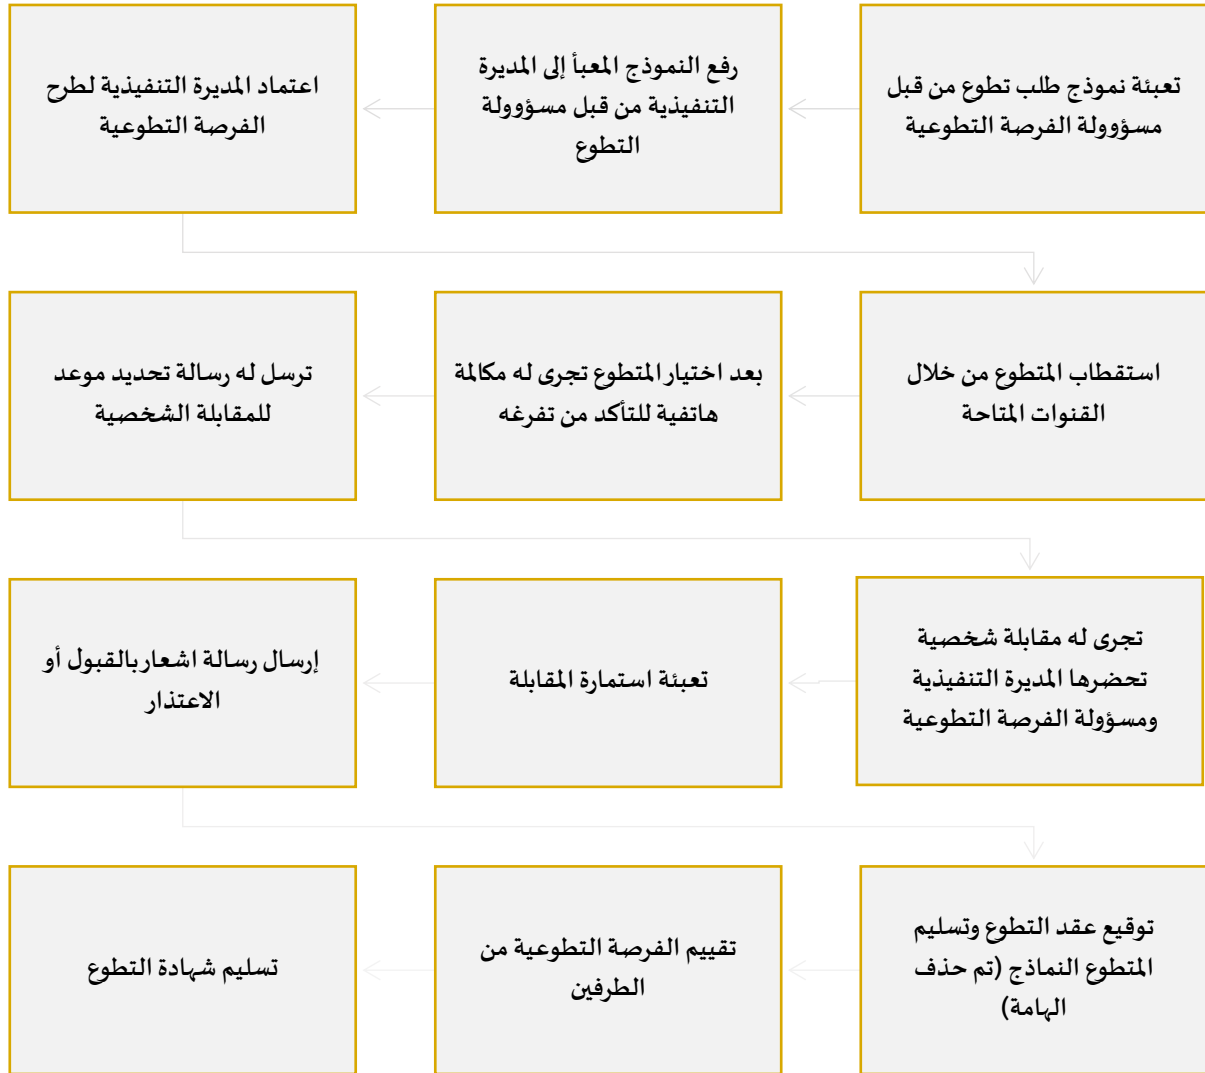 تعبئة نموذج طلب تطوع من قبل
مسؤوولة الفرصة التطوعية
رفع النموذج المعبأ إلى المديرة
التنفيذية من قبل مسؤوولة
التطوع
اعتماد المديرة التنفيذية لطرح
الفرصة التطوعية
استقطاب المتطوع من خلال
القنوات المتاحة
بعد اختيار المتطوع تجرى له مكالمة
هاتفية للتأكد من تفرغه
ترسل له رسالة تحديد موعد
للمقابلة الشخصية
تجرى له مقابلة شخصية
تحضرها المديرة التنفيذية
ومسؤولة الفرصة التطوعية
تعبئة استمارة المقابلة
إرسال رسالة اشعار بالقبول أو
الاعتذار
توقيع عقد التطوع وتسليم
المتطوع النماذج (تم حذف
الهامة)
تقييم الفرصة التطوعية من
الطرفين
تسليم شهادة التطوع